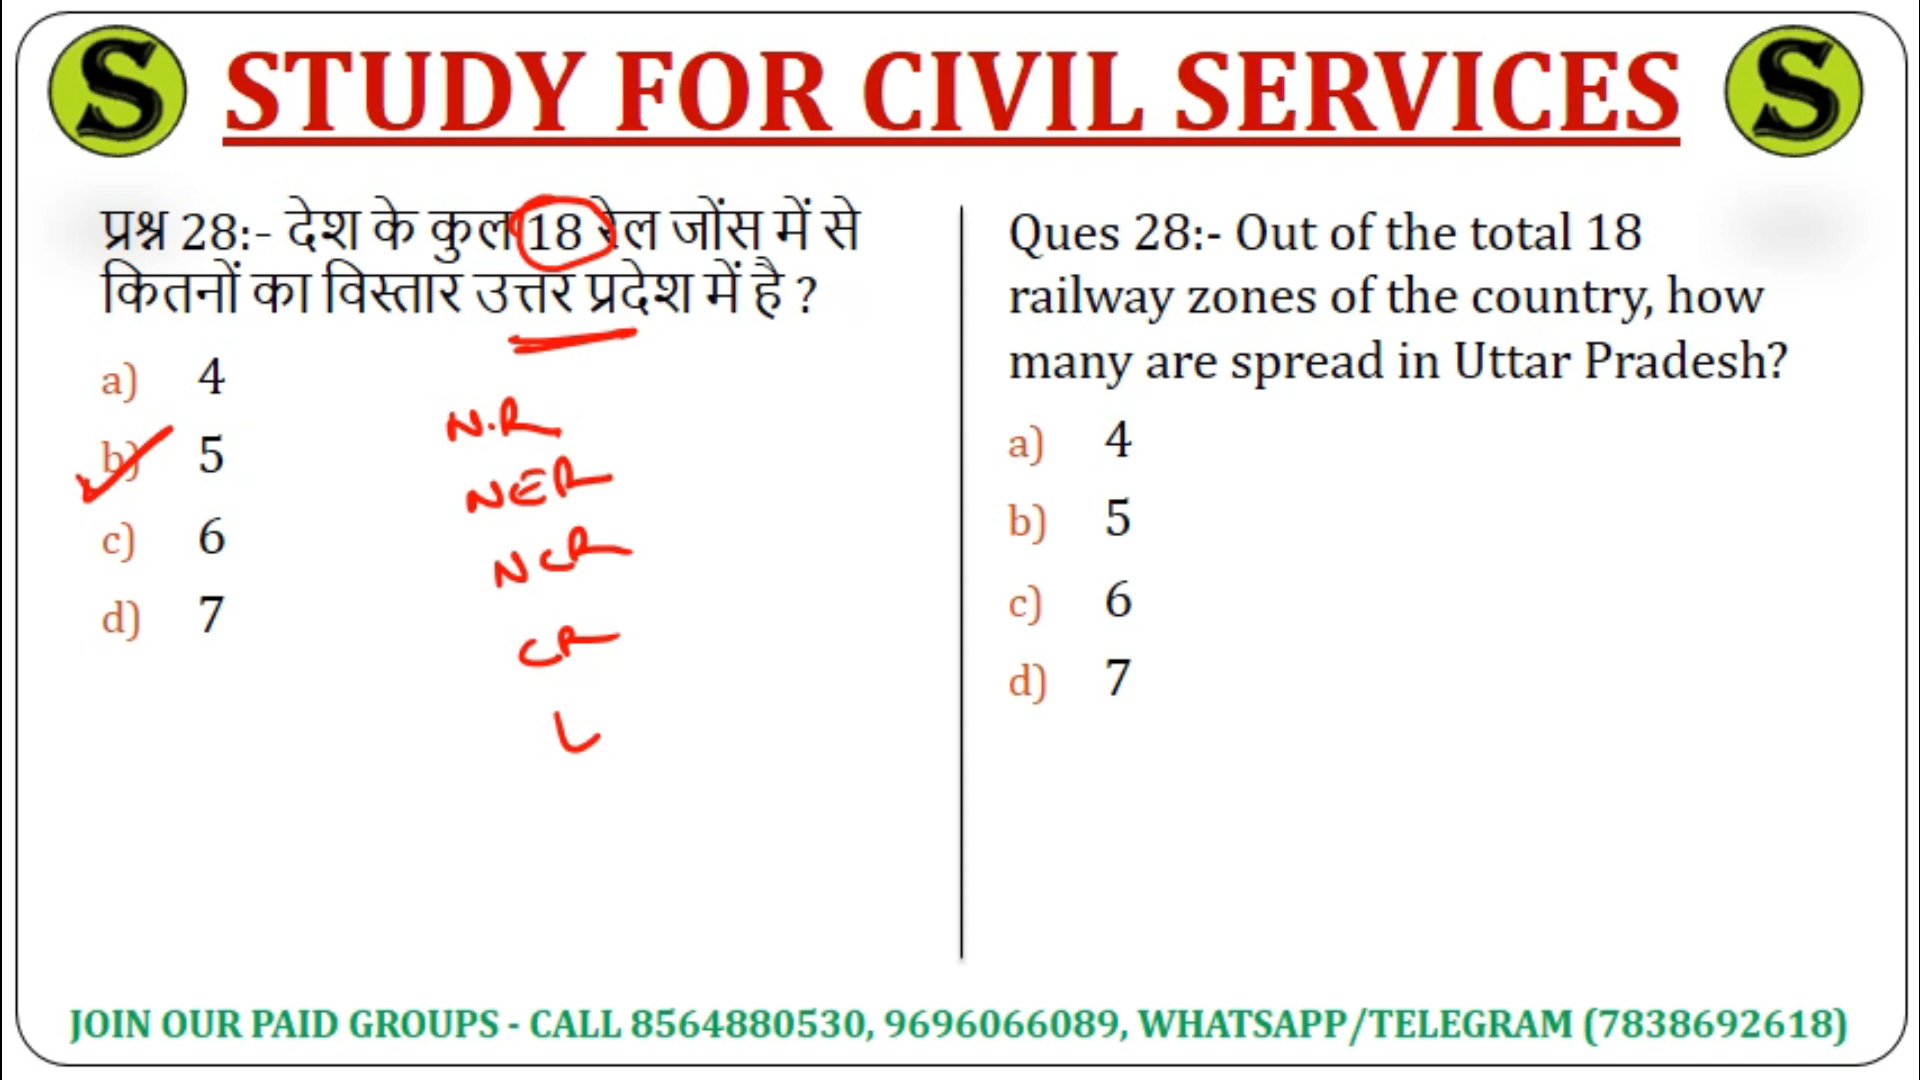 S STUDY FOR CIVIL SERVICES S
प्रश्न 28:- देश के कुल 18 रेल जोंस में से
कितनों का विस्तार उत्तर प्रदेश में है ?
a) 4
b) 5
c) 6
d) 7
N.R
NER
NCR
CR
Ques 28:- Out of the total 18
railway zones of the country, how
many are spread in Uttar Pradesh?
a) 4
b) 5
c) 6
d) 7
JOIN OUR PAID GROUPS - CALL 8564880530, 9696066089, WHATSAPP/TELEGRAM (7838692618)